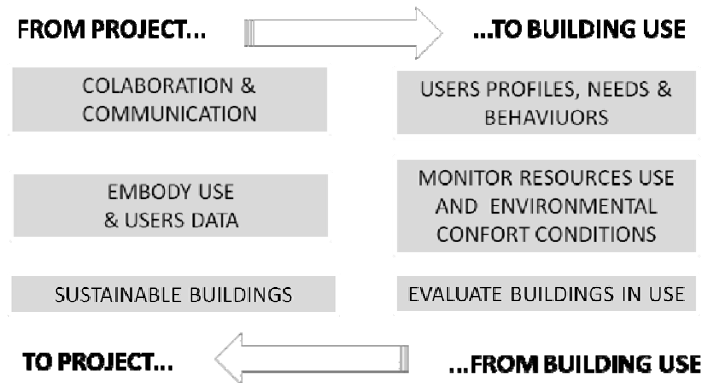 FROM PROJECT...
...TO BUILDING USE
COLABORATION &
COMMUNICATION
USERS PROFILES, NEEDS &
BEHAVIUORS
EMBODY USE
& USERS DATA
MONITOR RESOURCES USE
AND ENVIRONMENTAL
CONFORT CONDITIONS
SUSTAINABLE BUILDINGS
EVALUATE BUILDINGS IN USE
TO PROJECT...
...FROM BUILDING USE